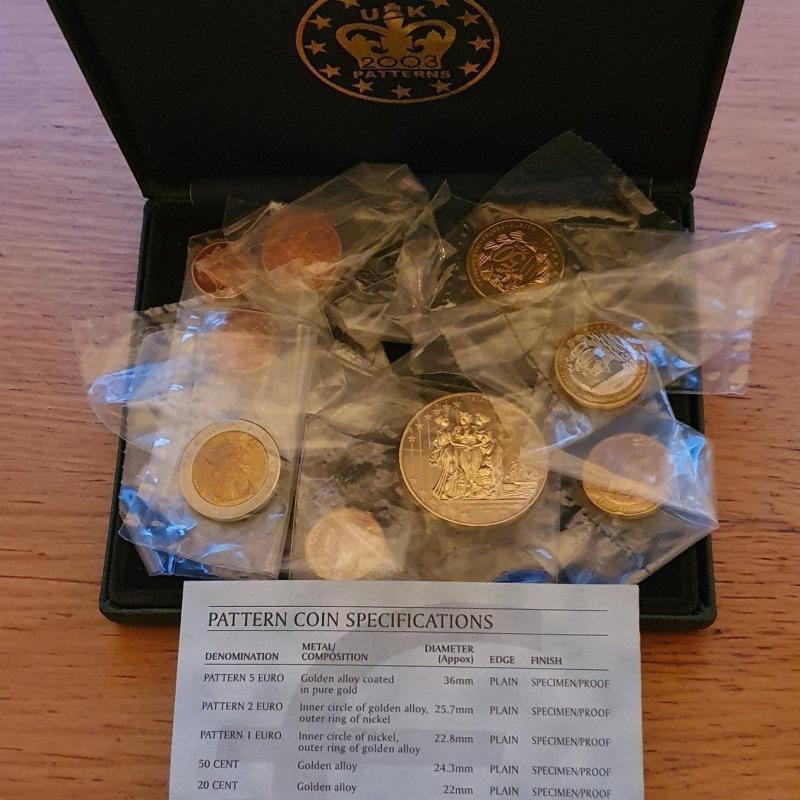 U&K
2003
PATTERNS
PATTERN COIN SPECIFICATIONS
DENOMINATION METAL/COMPOSITION DIAMETER (Appox) EDGE FINISH
PATTERN 5 EURO Golden alloy coated in pure gold 36mm PLAIN SPECIMEN/PROOF
PATTERN 2 EURO Inner circle of golden alloy, outer ring of nickel 25.7mm PLAIN SPECIMEN/PROOF
PATTERN 1 EURO Inner circle of nickel, outer ring of golden alloy 22.8mm PLAIN SPECIMEN/PROOF
50 CENT Golden alloy 24.3mm PLAIN SPECIMEN/PROOF
20 CENT Golden alloy 22mm PLAIN SPECIMEN/PROOF